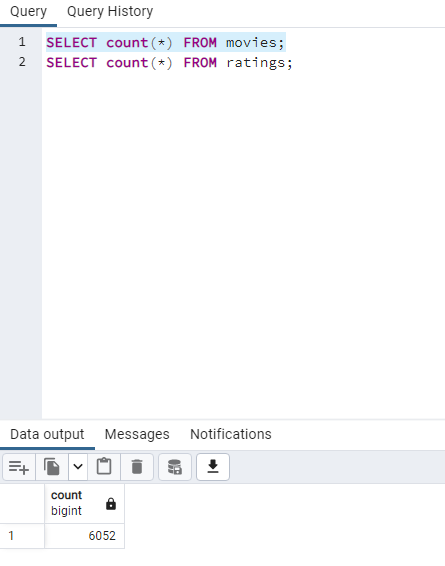 Query Query History
1 SELECT count(*) FROM movies;
2 SELECT count(*) FROM ratings;
Data output Messages Notifications
count
bigint
1 6052